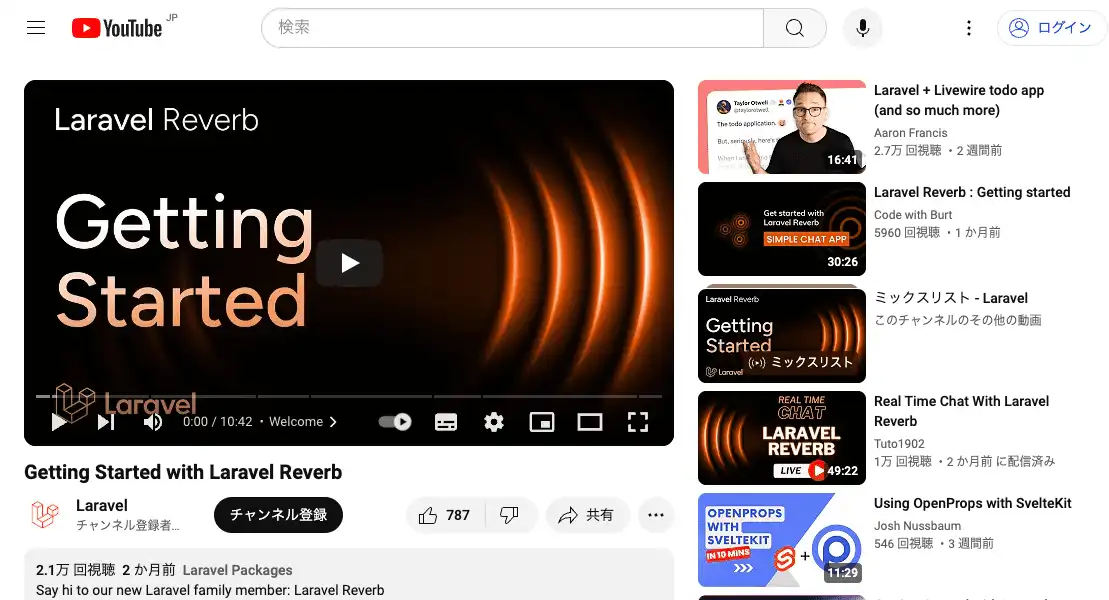 YouTube JP
検索
ログイン
Laravel Reverb
Getting
Started
Laravel
0:00 / 10:42 ・ Welcome
Getting Started with Laravel Reverb
Laravel
チャンネル登録者...
チャンネル登録
787
共有
2.1万 回視聴 2 か月前 Laravel Packages
Say hi to our new Laravel family member: Laravel Reverb
Taylor Otwell
@taylorotwell
The todo application.
But, seriously, here's
16:41
Laravel + Livewire todo app
(and so much more)
Aaron Francis
2.7万 回視聴 ・2 週間前
Get started with
Laravel Reverb
SIMPLE CHAT APP
30:26
Laravel Reverb : Getting started
Code with Burt
5960 回視聴 ・1 か月前
Laravel Reverb
Getting
Started
Laravel
ミックスリスト
ミックスリスト - Laravel
このチャンネルのその他の動画
REAL TIME
CHAT
LARAVEL
REVERB
LIVE
49:22
Real Time Chat With Laravel
Reverb
Tuto1902
1万 回視聴 ・2 か月前 に配信済み
OPENPROPS
WITH
SVELTEKIT
IN 10 MINS
11:29
Using OpenProps with SvelteKit
Josh Nussbaum
546 回視聴 ・3 週間前